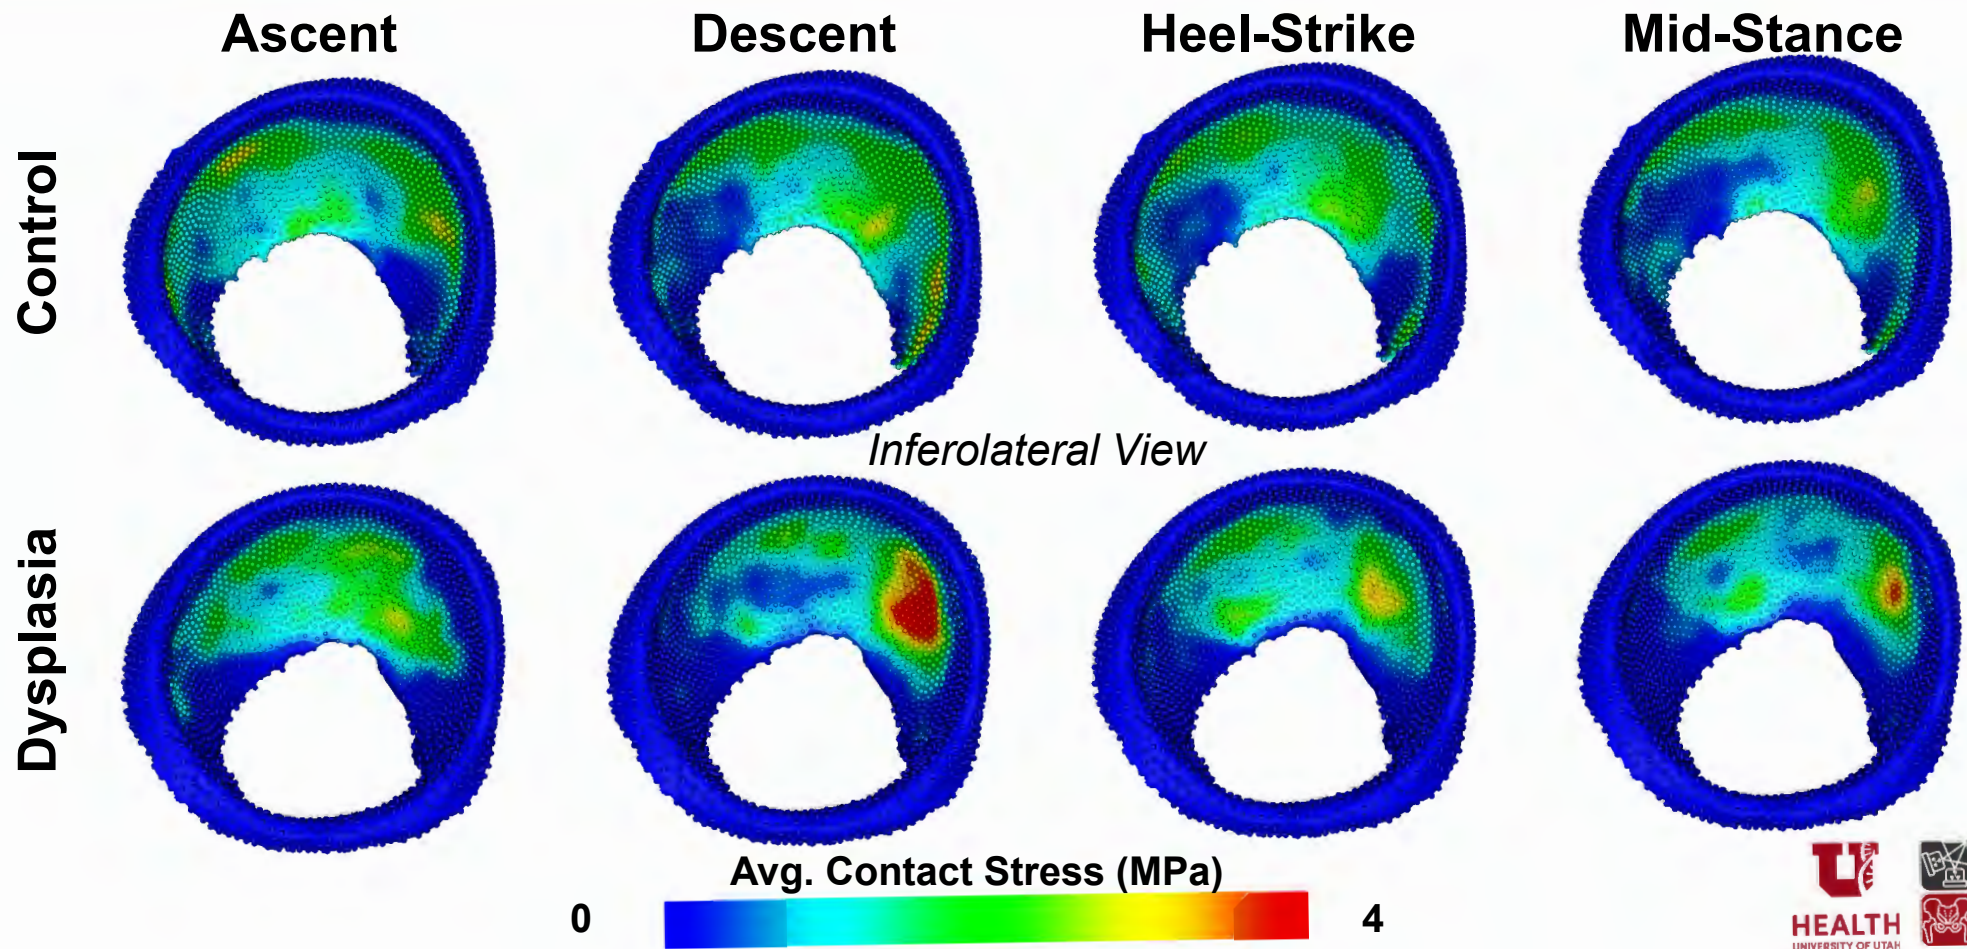 Ascent
Descent
Heel-Strike
Mid-Stance
Control
Inferolateral View
Dysplasia
Avg. Contact Stress (MPa)
0
4
U
HEALTH
UNIVERSITY OF UTAH